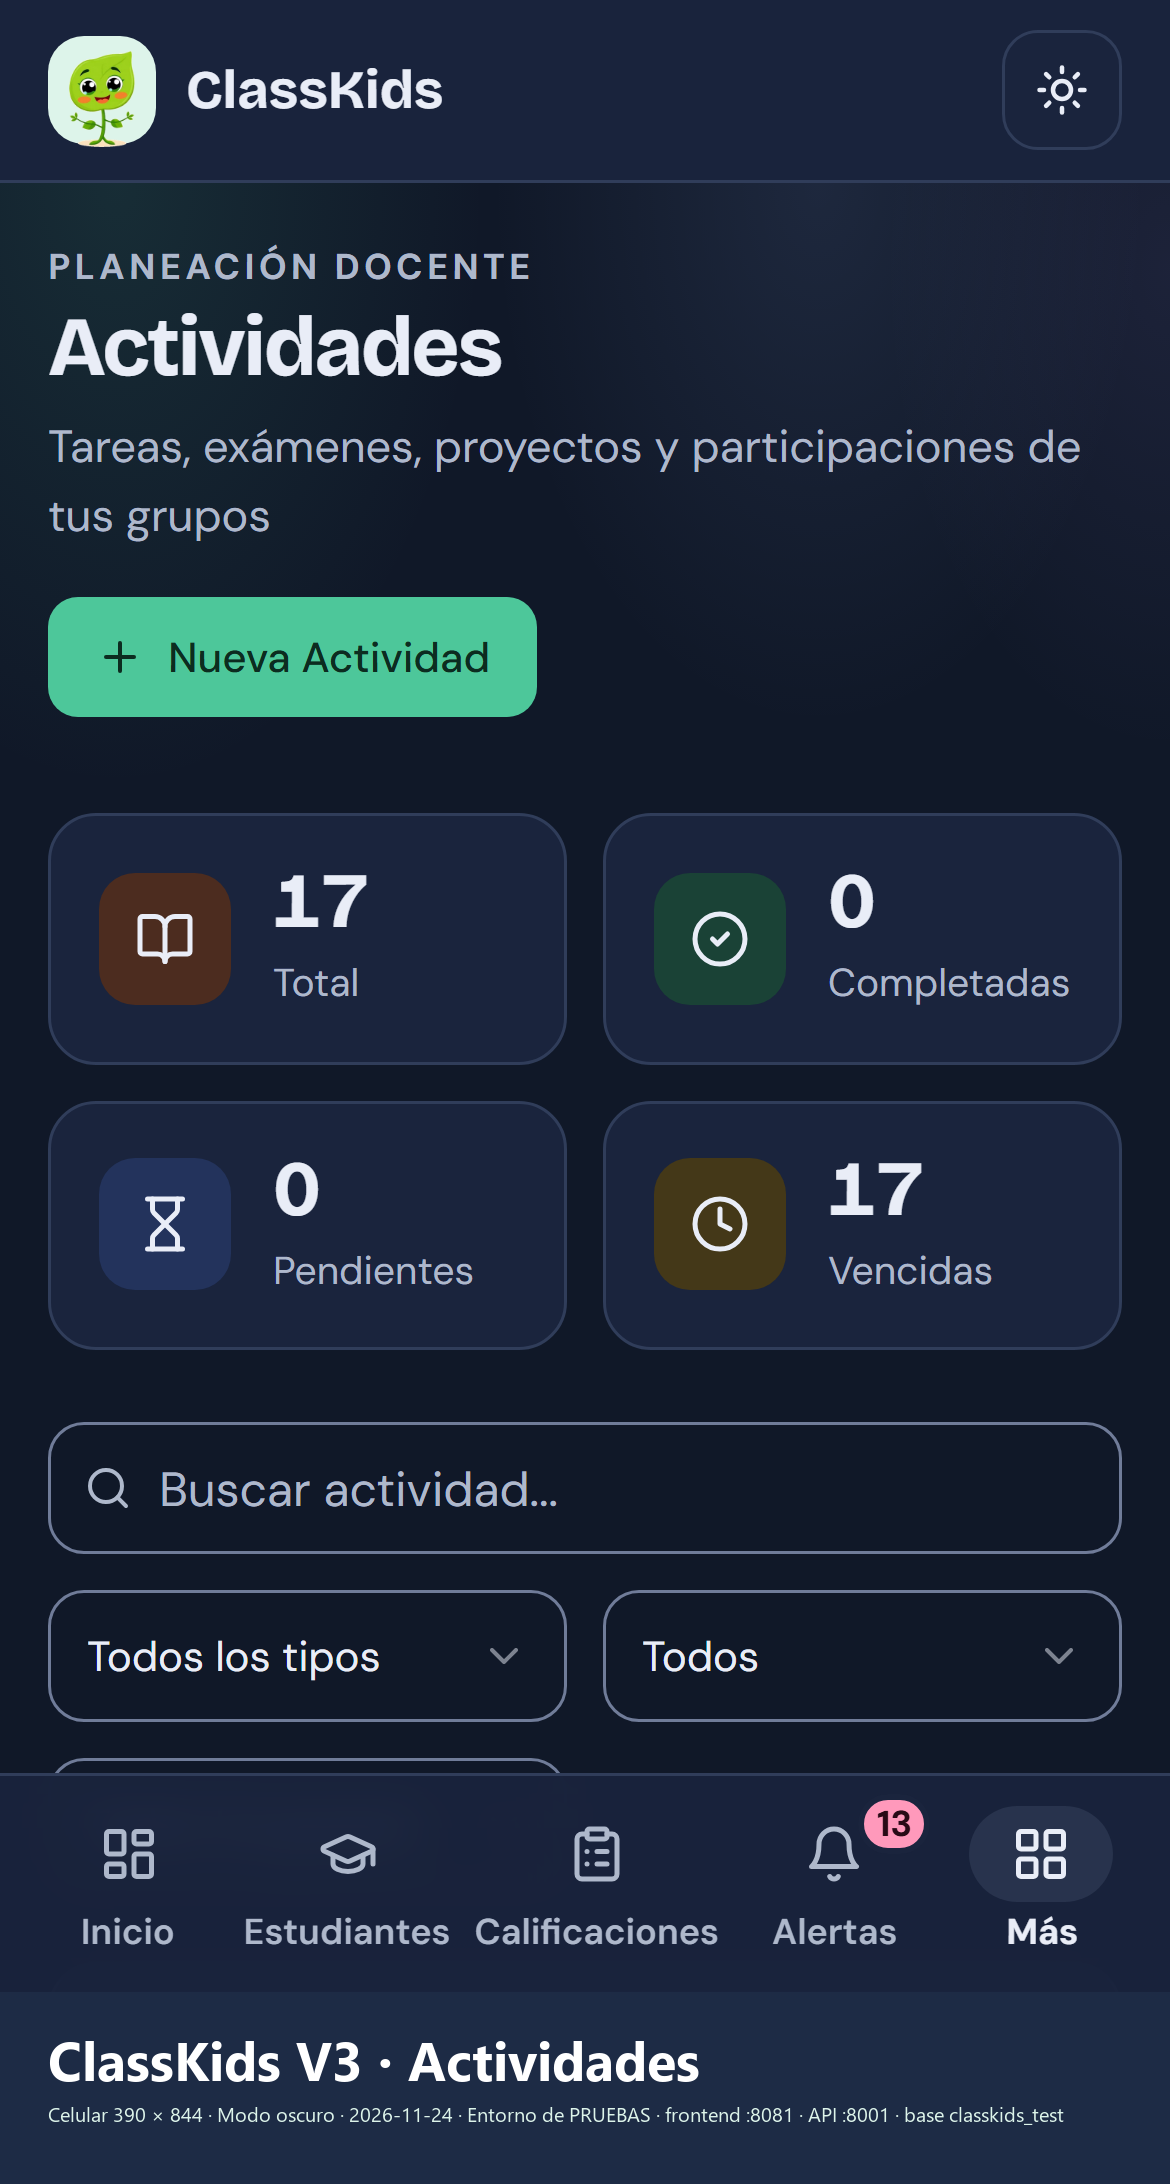 ClassKids
PLANEACIÓN DOCENTE
Actividades
Tareas, exámenes, proyectos y participaciones de
tus grupos
Nueva Actividad
17
Total
0
Completadas
0
Pendientes
17
Vencidas
Buscar actividad...
Todos los tipos
Todos
13
Inicio
Estudiantes
Calificaciones
Alertas
Más
ClassKids V3 · Actividades
Celular 390 × 844 · Modo oscuro · 2026-11-24 · Entorno de PRUEBAS · frontend :8081 · API :8001 · base classkids_test